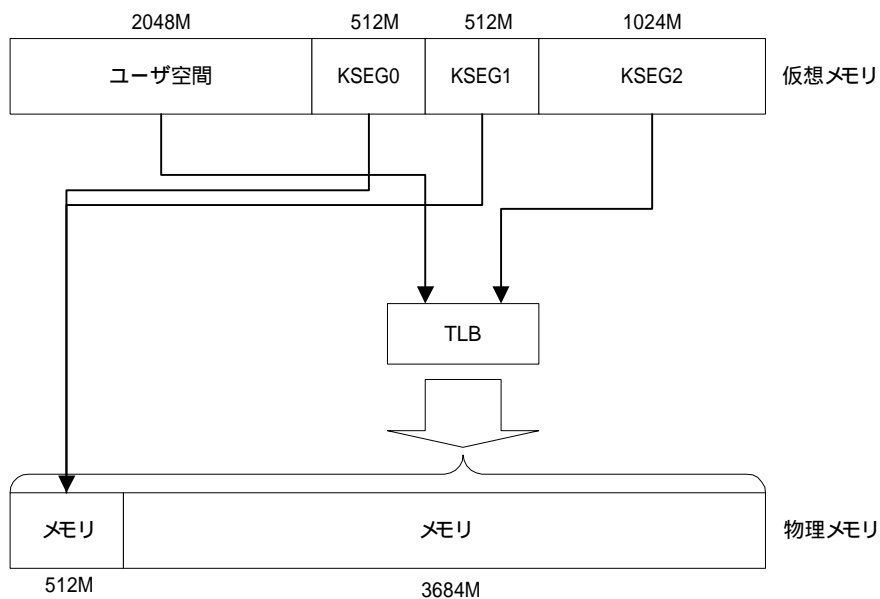 2048M 512M 512M 1024M
ユーザ空間 KSEG0 KSEG1 KSEG2 仮想メモリ
TLB
メモリ メモリ 物理メモリ
512M 3684M